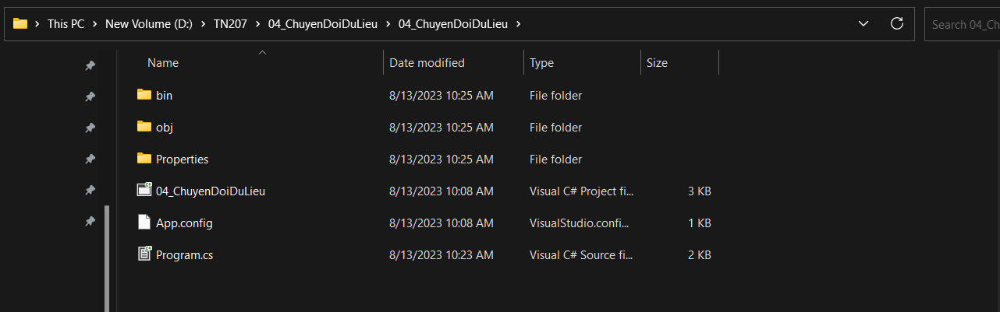 This PC > New Volume (D:) > TN207 > 04_ChuyenDoiDuLieu > 04_ChuyenDoiDuLieu >
Search 04_Ch
Name Date modified Type Size
bin 8/13/2023 10:25 AM File folder
obj 8/13/2023 10:25 AM File folder
Properties 8/13/2023 10:25 AM File folder
04_ChuyenDoiDuLieu 8/13/2023 10:08 AM Visual C# Project fi... 3 KB
App.config 8/13/2023 10:08 AM VisualStudio.confi... 1 KB
Program.cs 8/13/2023 10:23 AM Visual C# Source fi... 2 KB